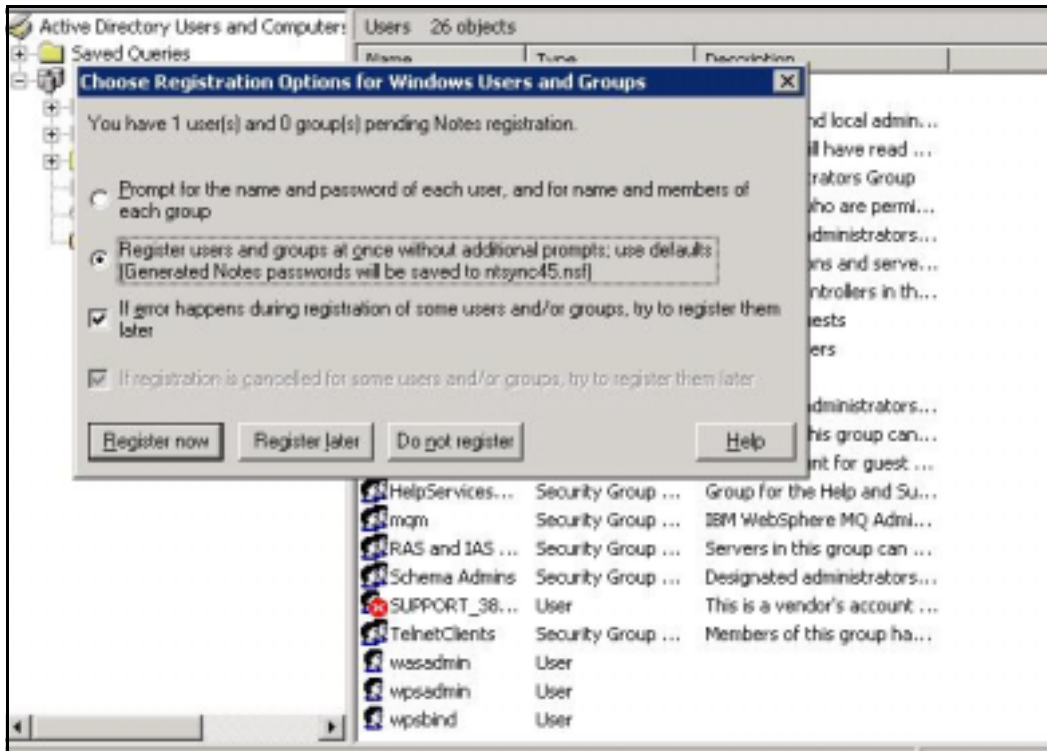 Active Directory Users and Computers
Users 26 objects
Saved Queries
Name Type Description
Choose Registration Options for Windows Users and Groups
You have 1 user(s) and 0 group(s) pending Notes registration.
nd local admin...
ll have read ...
Prompt for the name and password of each user, and for name and members of
each group
rators Group
ho are permi...
dministrators...
Register users and groups at once without additional prompts; use defaults
(Generated Notes passwords will be saved to ntsync45.nsf)
ns and serve...
ntrollers in th...
If error happens during registration of some users and/or groups, try to register them
later
ests
ers
If registration is cancelled for some users and/or groups, try to register them later
dministrators...
Register now Register later Do not register Help
his group can...
nt for guest ...
HelpServices... Security Group ... Group for the Help and Su...
mqm Security Group ... IBM WebSphere MQ Admi...
RAS and IAS ... Security Group ... Servers in this group can ...
Schema Admins Security Group ... Designated administrators...
SUPPORT_38... User This is a vendor's account ...
TelnetClients Security Group ... Members of this group ha...
wasadmin User
wpsadmin User
wpsbind User